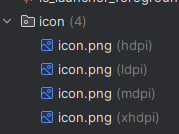 icon (4)
icon.png (hdpi)
icon.png (ldpi)
icon.png (mdpi)
icon.png (xhdpi)